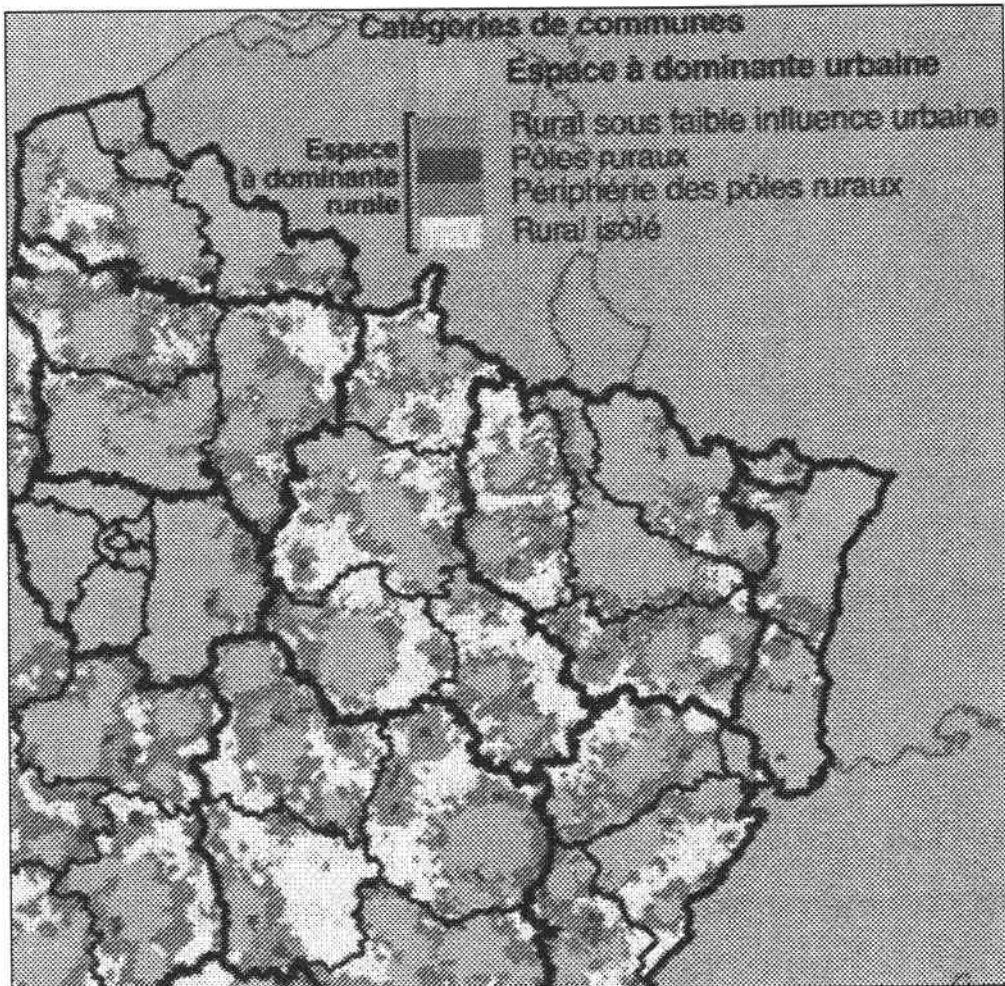 Catégories de communes
Espace à dominante urbaine
Espace
à dominante
rurale
Rural sous faible influence urbaine
Pôles ruraux
Périphérie des pôles ruraux
Rural isolé